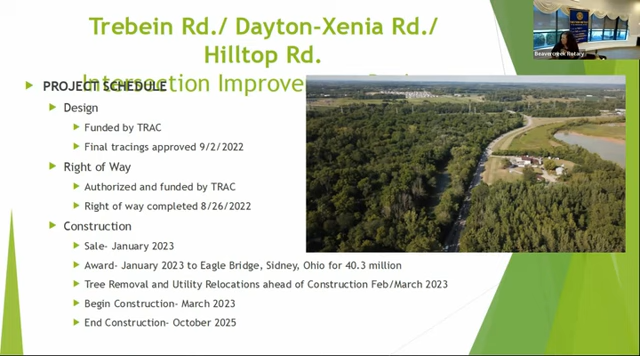 Trebein Rd./ Dayton-Xenia Rd./
Hilltop Rd.
PROJECT SCHEDULE
Design
Funded by TRAC
Final tracings approved 9/2/2022
Right of Way
Authorized and funded by TRAC
Right of way completed 8/26/2022
Construction
Sale- January 2023
Award- January 2023 to Eagle Bridge, Sidney, Ohio for 40.3 million
Tree Removal and Utility Relocations ahead of Construction Feb/March 2023
Begin Construction- March 2023
End Construction- October 2025
Beavercreek Rotary